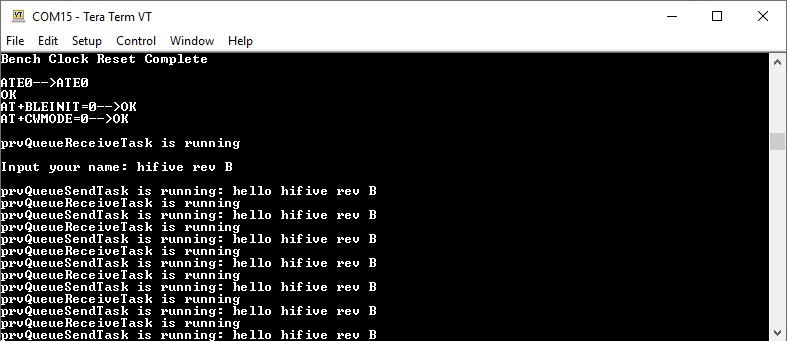 COM15 - Tera Term VT
File Edit Setup Control Window Help
Bench Clock Reset Complete
ATE0-->ATE0
OK
AT+BLEINIT=0-->OK
AT+CWMODE=0-->OK
prvQueueReceiveTask is running
Input your name: hifive rev B
prvQueueSendTask is running: hello hifive rev B
prvQueueReceiveTask is running
prvQueueSendTask is running: hello hifive rev B
prvQueueReceiveTask is running
prvQueueSendTask is running: hello hifive rev B
prvQueueReceiveTask is running
prvQueueSendTask is running: hello hifive rev B
prvQueueReceiveTask is running
prvQueueSendTask is running: hello hifive rev B
prvQueueReceiveTask is running
prvQueueSendTask is running: hello hifive rev B
prvQueueReceiveTask is running
prvQueueSendTask is running: hello hifive rev B